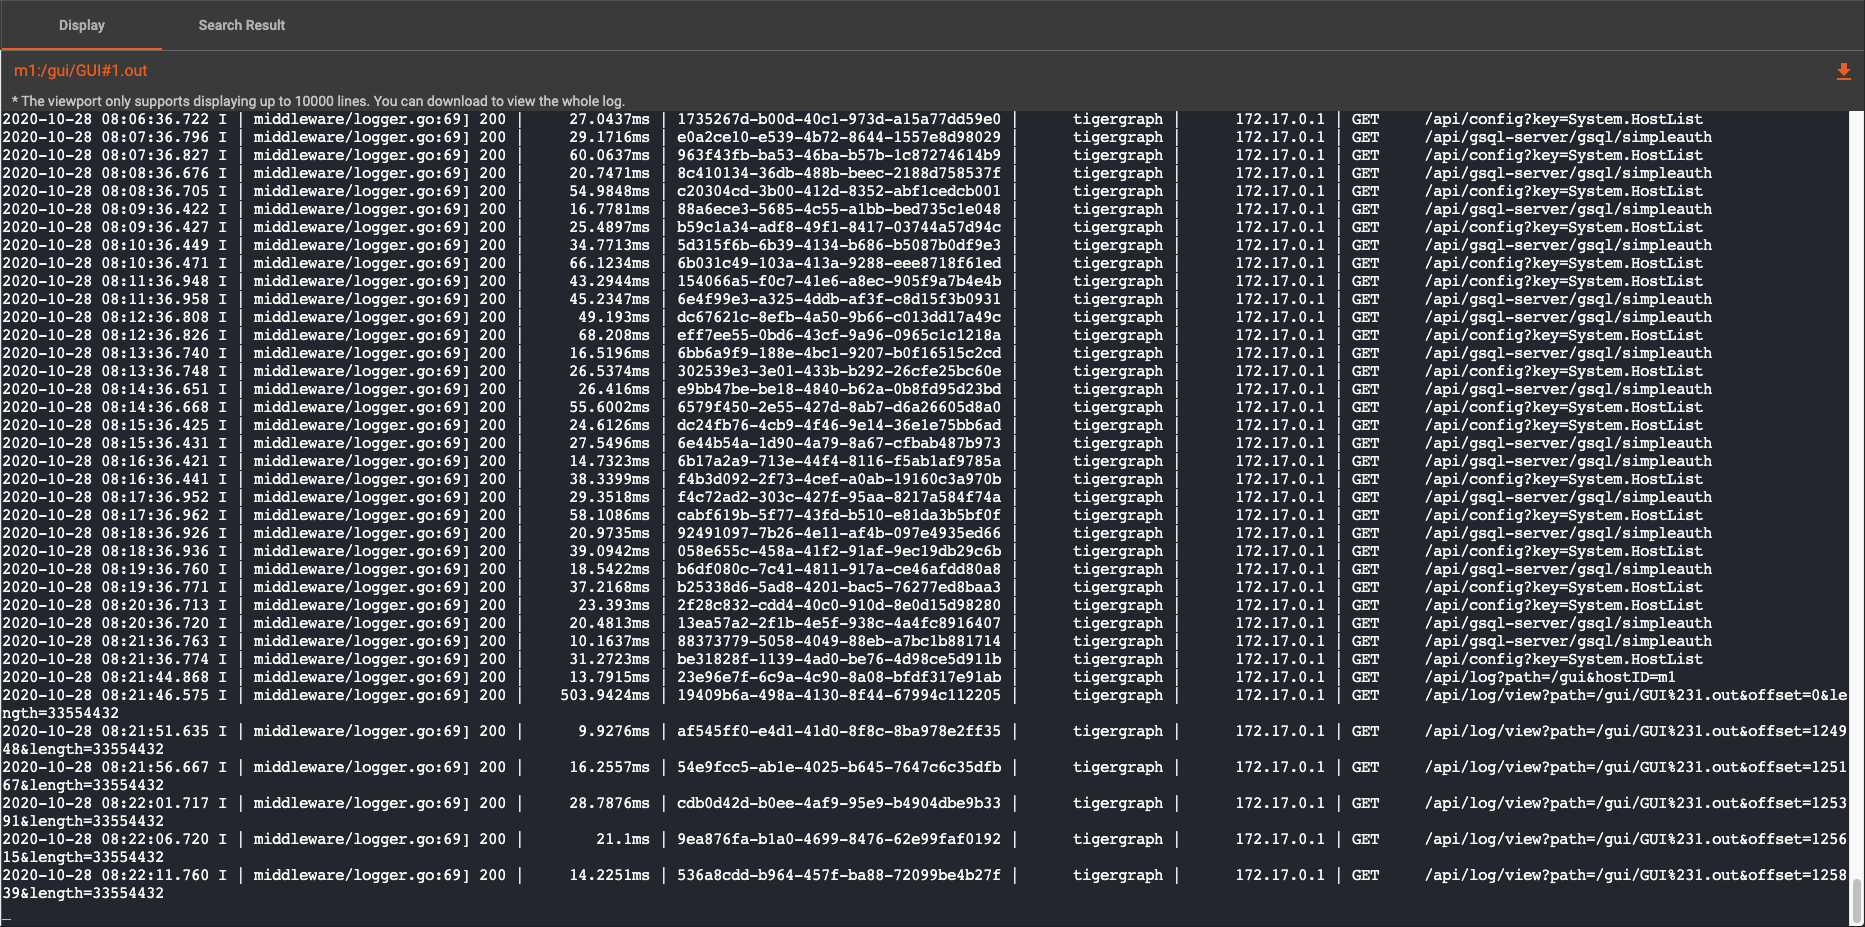 Display Search Result
m1:/gui/GUI#1.out
* The viewport only supports displaying up to 10000 lines. You can download to view the whole log.
2020-10-28 08:06:36.722 I | middleware/logger.go:69] 200 | 27.0437ms | 1735267d-b00d-40c1-973d-a15a77dd59e0 | tigergraph | 172.17.0.1 | GET /api/config?key=System.HostList
2020-10-28 08:07:36.796 I | middleware/logger.go:69] 200 | 29.1716ms | e0a2ce10-e539-4b72-8644-1557e8d98029 | tigergraph | 172.17.0.1 | GET /api/gsql-server/gsql/simpleauth
2020-10-28 08:07:36.827 I | middleware/logger.go:69] 200 | 60.0637ms | 963f43fb-ba53-46ba-b57b-1c87274614b9 | tigergraph | 172.17.0.1 | GET /api/config?key=System.HostList
2020-10-28 08:08:36.676 I | middleware/logger.go:69] 200 | 20.7471ms | 8c410134-36db-488b-beec-2188d758537f | tigergraph | 172.17.0.1 | GET /api/gsql-server/gsql/simpleauth
2020-10-28 08:08:36.705 I | middleware/logger.go:69] 200 | 54.9848ms | c20304cd-3b00-412d-8352-abf1cedcb001 | tigergraph | 172.17.0.1 | GET /api/config?key=System.HostList
2020-10-28 08:09:36.422 I | middleware/logger.go:69] 200 | 16.7781ms | 88a6ece3-5685-4c55-a1bb-bed735c1e048 | tigergraph | 172.17.0.1 | GET /api/gsql-server/gsql/simpleauth
2020-10-28 08:09:36.427 I | middleware/logger.go:69] 200 | 25.4897ms | b59c1a34-adf8-49f1-8417-03744a57d94c | tigergraph | 172.17.0.1 | GET /api/config?key=System.HostList
2020-10-28 08:10:36.449 I | middleware/logger.go:69] 200 | 34.7713ms | 5d315f6b-6b39-4134-b686-b5087b0df9e3 | tigergraph | 172.17.0.1 | GET /api/gsql-server/gsql/simpleauth
2020-10-28 08:10:36.471 I | middleware/logger.go:69] 200 | 66.1234ms | 6b031c49-103a-413a-9288-eee8718f61ed | tigergraph | 172.17.0.1 | GET /api/config?key=System.HostList
2020-10-28 08:11:36.948 I | middleware/logger.go:69] 200 | 43.2944ms | 154066a5-f0c7-41e6-a8ec-905f9a7b4e4b | tigergraph | 172.17.0.1 | GET /api/config?key=System.HostList
2020-10-28 08:11:36.958 I | middleware/logger.go:69] 200 | 45.2347ms | 6e4f99e3-a325-4ddb-af3f-c8d15f3b0931 | tigergraph | 172.17.0.1 | GET /api/gsql-server/gsql/simpleauth
2020-10-28 08:12:36.808 I | middleware/logger.go:69] 200 | 49.193ms | dc67621c-8efb-4a50-9b66-c013dd17a49c | tigergraph | 172.17.0.1 | GET /api/gsql-server/gsql/simpleauth
2020-10-28 08:12:36.826 I | middleware/logger.go:69] 200 | 68.208ms | eff7ee55-0bd6-43cf-9a96-0965c1c1218a | tigergraph | 172.17.0.1 | GET /api/config?key=System.HostList
2020-10-28 08:13:36.740 I | middleware/logger.go:69] 200 | 16.5196ms | 6bb6a9f9-188e-4bc1-9207-b0f16515c2cd | tigergraph | 172.17.0.1 | GET /api/gsql-server/gsql/simpleauth
2020-10-28 08:13:36.748 I | middleware/logger.go:69] 200 | 26.5374ms | 302539e3-3e01-433b-b292-26cfe25bc60e | tigergraph | 172.17.0.1 | GET /api/config?key=System.HostList
2020-10-28 08:14:36.651 I | middleware/logger.go:69] 200 | 26.416ms | e9bb47be-be18-4840-b62a-0b8fd95d23bd | tigergraph | 172.17.0.1 | GET /api/gsql-server/gsql/simpleauth
2020-10-28 08:14:36.668 I | middleware/logger.go:69] 200 | 55.6002ms | 6579f450-2e55-427d-8ab7-d6a26605d8a0 | tigergraph | 172.17.0.1 | GET /api/config?key=System.HostList
2020-10-28 08:15:36.425 I | middleware/logger.go:69] 200 | 24.6126ms | dc24fb76-4cb9-4f46-9e14-36e1e75bb6ad | tigergraph | 172.17.0.1 | GET /api/config?key=System.HostList
2020-10-28 08:15:36.431 I | middleware/logger.go:69] 200 | 27.5496ms | 6e44b54a-1d90-4a79-8a67-cfbab487b973 | tigergraph | 172.17.0.1 | GET /api/gsql-server/gsql/simpleauth
2020-10-28 08:16:36.421 I | middleware/logger.go:69] 200 | 14.7323ms | 6b17a2a9-713e-44f4-8116-f5ab1af9785a | tigergraph | 172.17.0.1 | GET /api/gsql-server/gsql/simpleauth
2020-10-28 08:16:36.441 I | middleware/logger.go:69] 200 | 38.3399ms | f4b3d092-2f73-4cef-a0ab-19160c3a970b | tigergraph | 172.17.0.1 | GET /api/config?key=System.HostList
2020-10-28 08:17:36.952 I | middleware/logger.go:69] 200 | 29.3518ms | f4c72ad2-303c-427f-95aa-8217a584f74a | tigergraph | 172.17.0.1 | GET /api/gsql-server/gsql/simpleauth
2020-10-28 08:17:36.962 I | middleware/logger.go:69] 200 | 58.1086ms | cabf619b-5f77-43fd-b510-e81da3b5bf0f | tigergraph | 172.17.0.1 | GET /api/config?key=System.HostList
2020-10-28 08:18:36.926 I | middleware/logger.go:69] 200 | 20.9735ms | 92491097-7b26-4e11-af4b-097e4935ed66 | tigergraph | 172.17.0.1 | GET /api/gsql-server/gsql/simpleauth
2020-10-28 08:18:36.936 I | middleware/logger.go:69] 200 | 39.0942ms | 058e655c-458a-41f2-91af-9ec19db29c6b | tigergraph | 172.17.0.1 | GET /api/config?key=System.HostList
2020-10-28 08:19:36.760 I | middleware/logger.go:69] 200 | 18.5422ms | b6df080c-7c41-4811-917a-ce46afdd80a8 | tigergraph | 172.17.0.1 | GET /api/gsql-server/gsql/simpleauth
2020-10-28 08:19:36.771 I | middleware/logger.go:69] 200 | 37.2168ms | b25338d6-5ad8-4201-bac5-76277ed8baa3 | tigergraph | 172.17.0.1 | GET /api/config?key=System.HostList
2020-10-28 08:20:36.713 I | middleware/logger.go:69] 200 | 23.393ms | 2f28c832-cdd4-40c0-910d-8e0d15d98280 | tigergraph | 172.17.0.1 | GET /api/config?key=System.HostList
2020-10-28 08:20:36.720 I | middleware/logger.go:69] 200 | 20.4813ms | 13ea57a2-2f1b-4e5f-938c-4a4fc8916407 | tigergraph | 172.17.0.1 | GET /api/gsql-server/gsql/simpleauth
2020-10-28 08:21:36.763 I | middleware/logger.go:69] 200 | 10.1637ms | 88373779-5058-4049-88eb-a7bc1b881714 | tigergraph | 172.17.0.1 | GET /api/gsql-server/gsql/simpleauth
2020-10-28 08:21:36.774 I | middleware/logger.go:69] 200 | 31.2723ms | be31828f-1139-4ad0-be76-4d98ce5d911b | tigergraph | 172.17.0.1 | GET /api/config?key=System.HostList
2020-10-28 08:21:44.868 I | middleware/logger.go:69] 200 | 13.7915ms | 23e96e7f-6c9a-4c90-8a08-bfdf317e91ab | tigergraph | 172.17.0.1 | GET /api/log?path=/gui&hostID=m1
2020-10-28 08:21:46.575 I | middleware/logger.go:69] 200 | 503.9424ms | 19409b6a-498a-4130-8f44-67994c112205 | tigergraph | 172.17.0.1 | GET /api/log/view?path=/gui/GUI%231.out&offset=0&le
ngth=33554432
2020-10-28 08:21:51.635 I | middleware/logger.go:69] 200 | 9.9276ms | af545ff0-e4d1-41d0-8f8c-8ba978e2ff35 | tigergraph | 172.17.0.1 | GET /api/log/view?path=/gui/GUI%231.out&offset=1249
48&length=33554432
2020-10-28 08:21:56.667 I | middleware/logger.go:69] 200 | 16.2557ms | 54e9fcc5-ab1e-4025-b645-7647c6c35dfb | tigergraph | 172.17.0.1 | GET /api/log/view?path=/gui/GUI%231.out&offset=1251
67&length=33554432
2020-10-28 08:22:01.717 I | middleware/logger.go:69] 200 | 28.7876ms | cdb0d42d-b0ee-4af9-95e9-b4904dbe9b33 | tigergraph | 172.17.0.1 | GET /api/log/view?path=/gui/GUI%231.out&offset=1253
91&length=33554432
2020-10-28 08:22:06.720 I | middleware/logger.go:69] 200 | 21.1ms | 9ea876fa-b1a0-4699-8476-62e99faf0192 | tigergraph | 172.17.0.1 | GET /api/log/view?path=/gui/GUI%231.out&offset=1256
15&length=33554432
2020-10-28 08:22:11.760 I | middleware/logger.go:69] 200 | 14.2251ms | 536a8cdd-b964-457f-ba88-72099be4b27f | tigergraph | 172.17.0.1 | GET /api/log/view?path=/gui/GUI%231.out&offset=1258
39&length=33554432